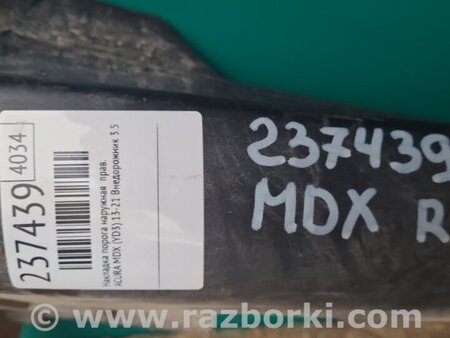 237439
4034
Накладка порога наружная прав.
ACURA MDX (YD3) 13-21 Внедорожник 3.5
237439
MDX R
www.razborki.com